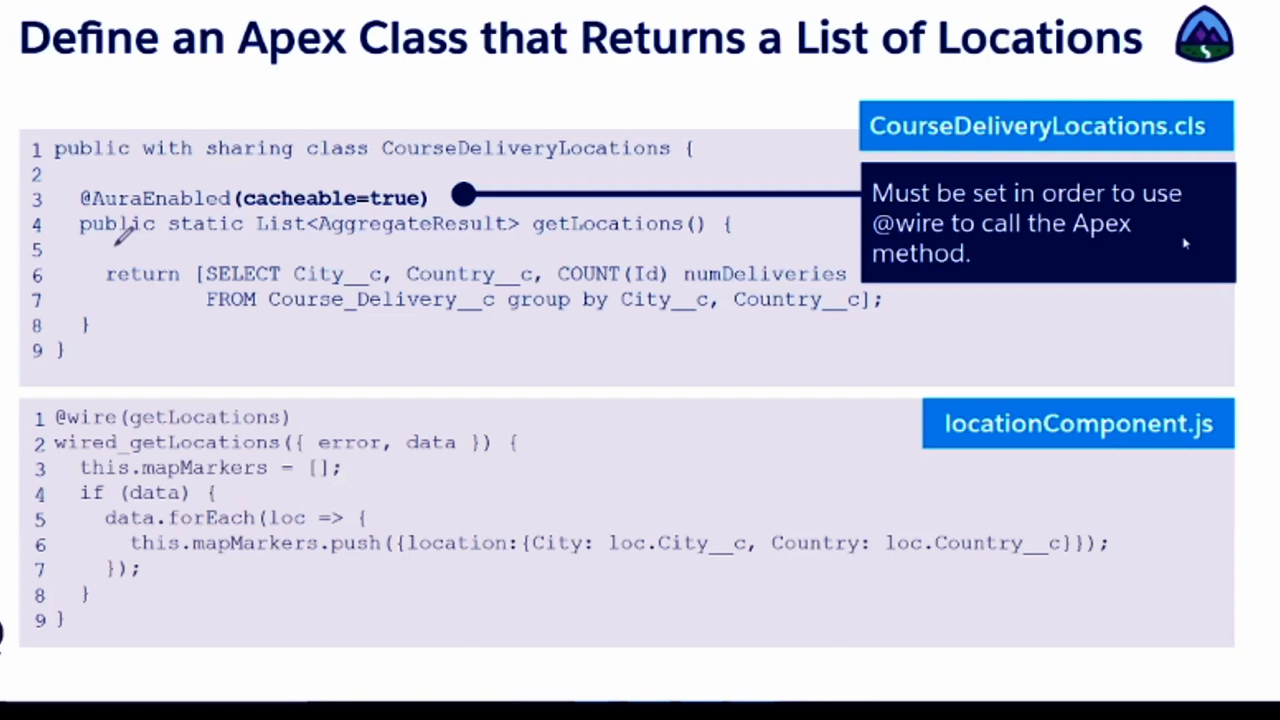 Define an Apex Class that Returns a List of Locations
CourseDeliveryLocations.cls
1 public with sharing class CourseDeliveryLocations {
2
3 @AuraEnabled(cacheable=true)
4 public static List<AggregateResult> getLocations() {
5
6 return [SELECT City__c, Country__c, COUNT(Id) numDeliveries
7 FROM Course_Delivery__c group by City__c, Country__c];
8 }
9 }
Must be set in order to use
@wire to call the Apex
method.
locationComponent.js
1 @wire(getLocations)
2 wired_getLocations({ error, data }) {
3 this.mapMarkers = [];
4 if (data) {
5 data.forEach(loc => {
6 this.mapMarkers.push({location:{City: loc.City__c, Country: loc.Country__c}});
7 });
8 }
9 }